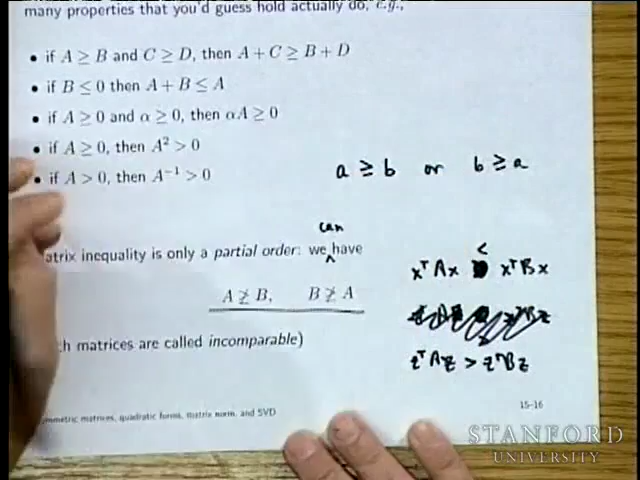 many properties that you'd guess hold actually do, e.g.,
• if A ≥ B and C ≥ D, then A + C ≥ B + D
• if B ≤ 0 then A + B ≤ A
• if A ≥ 0 and α ≥ 0, then αA ≥ 0
• if A ≥ 0, then A² > 0
• if A > 0, then A⁻¹ > 0
a ≥ b or b ≥ a
can
atrix inequality is only a partial order: we have
A ≱ B, B ≱ A
h matrices are called incomparable)
xᵀAx < xᵀBx
zᵀAz > zᵀBz
15–16
mmetric matrices, quadratic forms, matrix norm, and SVD
STANFORD
UNIVERSITY